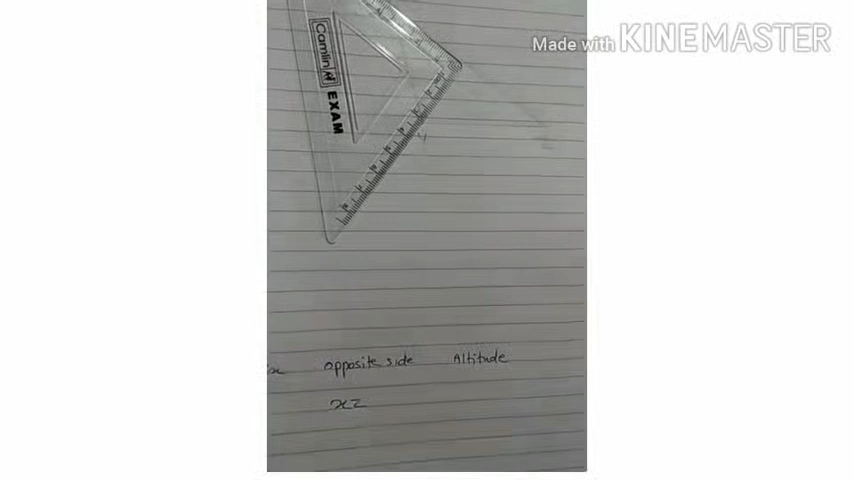 Made with KINEMASTER
Camlin
EXAM
y
opposite side Altitude
xz